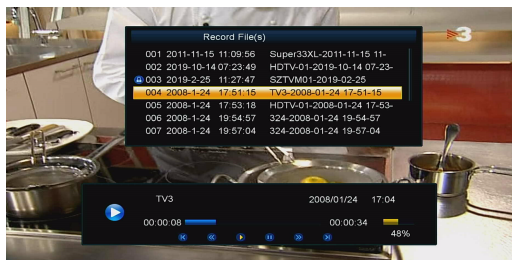 Record File(s)
3
001 2011-11-15 11:09:56 Super33XL-2011-11-15 11-
002 2019-10-14 07:23:49 HDTV-01-2019-10-14 07-23-
003 2019-2-25 11:27:47 SZTVM01-2019-02-25
004 2008-1-24 17:51:15 TV3-2008-01-24 17-51-15
005 2008-1-24 17:53:18 HDTV-01-2008-01-24 17-53-
006 2008-1-24 19:54:57 324-2008-01-24 19-54-57
007 2008-1-24 19:57:04 324-2008-01-24 19-57-04
TV3 2008/01/24 17:04
00:00:08 00:00:34
48%